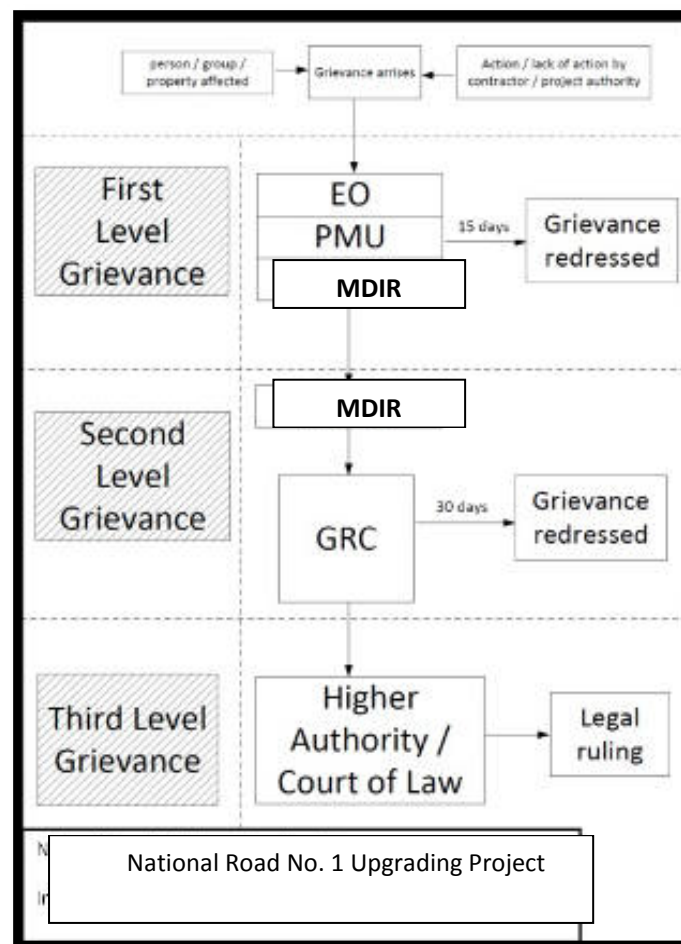 person / group /
property affected
Grievance arises
Action / lack of action by
contractor / project authority
First
Level
Grievance
EO
PMU
MDIR
15 days
Grievance
redressed
Second
Level
Grievance
MDIR
GRC
30 days
Grievance
redressed
Third Level
Grievance
Higher
Authority /
Court of Law
Legal
ruling
National Road No. 1 Upgrading Project